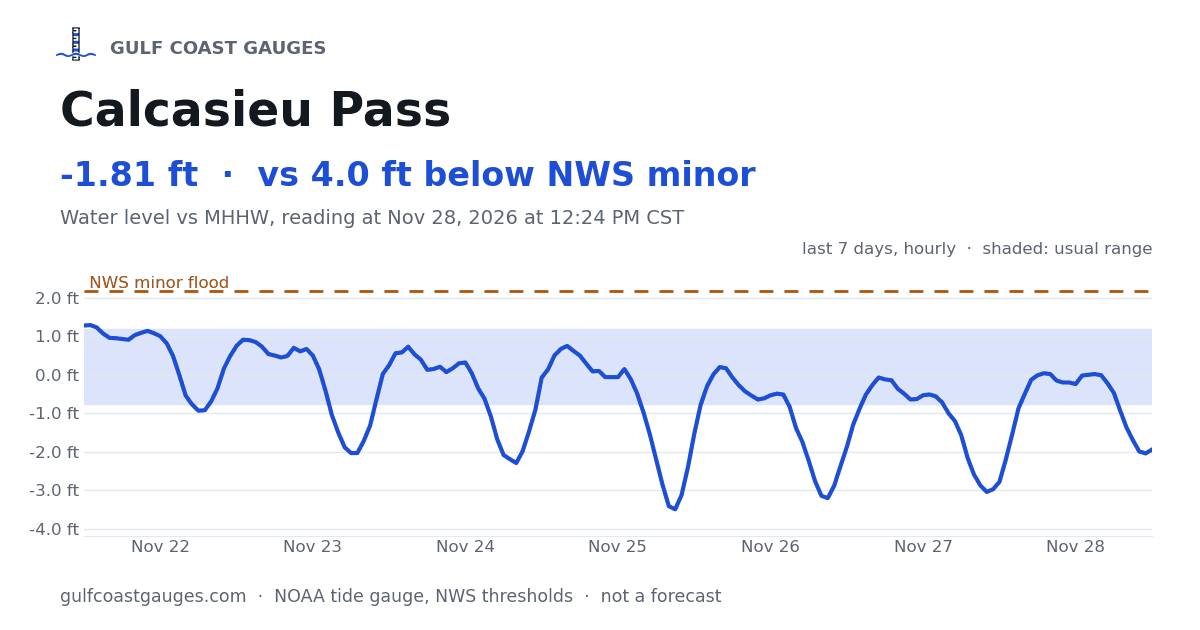 GULF COAST GAUGES
Calcasieu Pass
-1.81 ft · vs 4.0 ft below NWS minor
Water level vs MHHW, reading at Nov 28, 2026 at 12:24 PM CST
last 7 days, hourly · shaded: usual range
NWS minor flood
2.0 ft
1.0 ft
0.0 ft
-1.0 ft
-2.0 ft
-3.0 ft
-4.0 ft
Nov 22 Nov 23 Nov 24 Nov 25 Nov 26 Nov 27 Nov 28
gulfcoastgauges.com · NOAA tide gauge, NWS thresholds · not a forecast